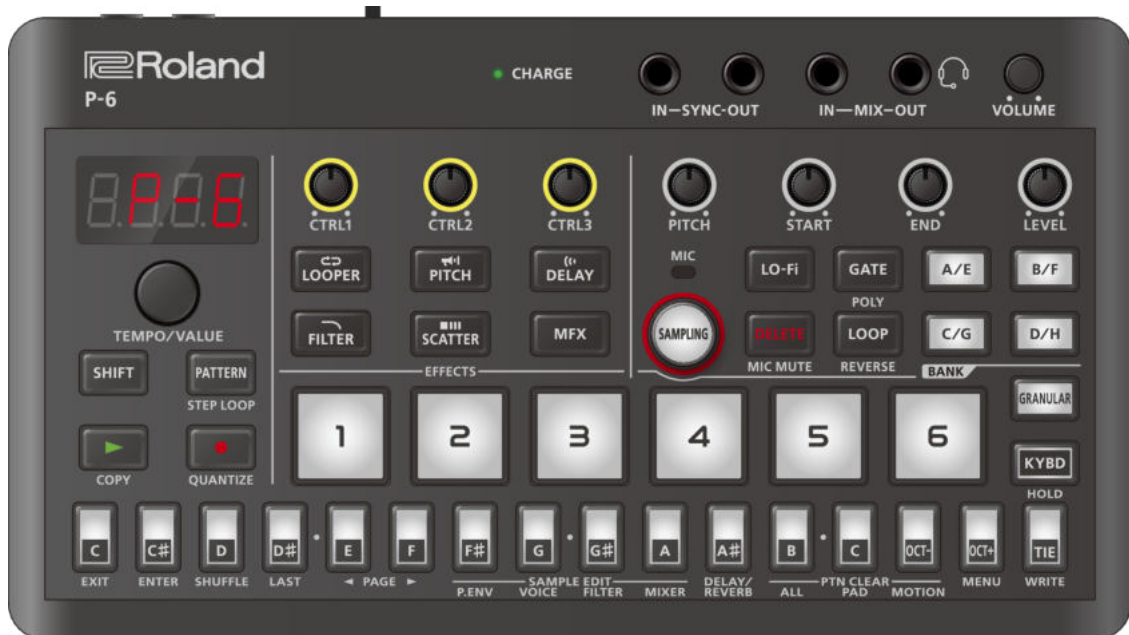 Roland
P-6
CHARGE
IN-SYNC-OUT
IN-MIX-OUT
VOLUME
P-6
CTRL1
CTRL2
CTRL3
PITCH
START
END
LEVEL
LOOPER
PITCH
DELAY
MIC
LO-Fi
GATE
A/E
B/F
POLY
TEMPO/VALUE
FILTER
SCATTER
MFX
SAMPLING
DELETE
LOOP
C/G
D/H
EFFECTS
MIC MUTE
REVERSE
BANK
SHIFT
PATTERN
STEP LOOP
GRANULAR
1
2
3
4
5
6
COPY
QUANTIZE
KYBD
HOLD
C
C#
D
D#
E
F
F#
G
G#
A
A#
B
C
OCT-
OCT+
TIE
EXIT
ENTER
SHUFFLE
LAST
◄ PAGE ►
SAMPLE EDIT
P.ENV
VOICE
FILTER
MIXER
DELAY/
REVERB
PTN CLEAR
ALL
PAD
MOTION
MENU
WRITE